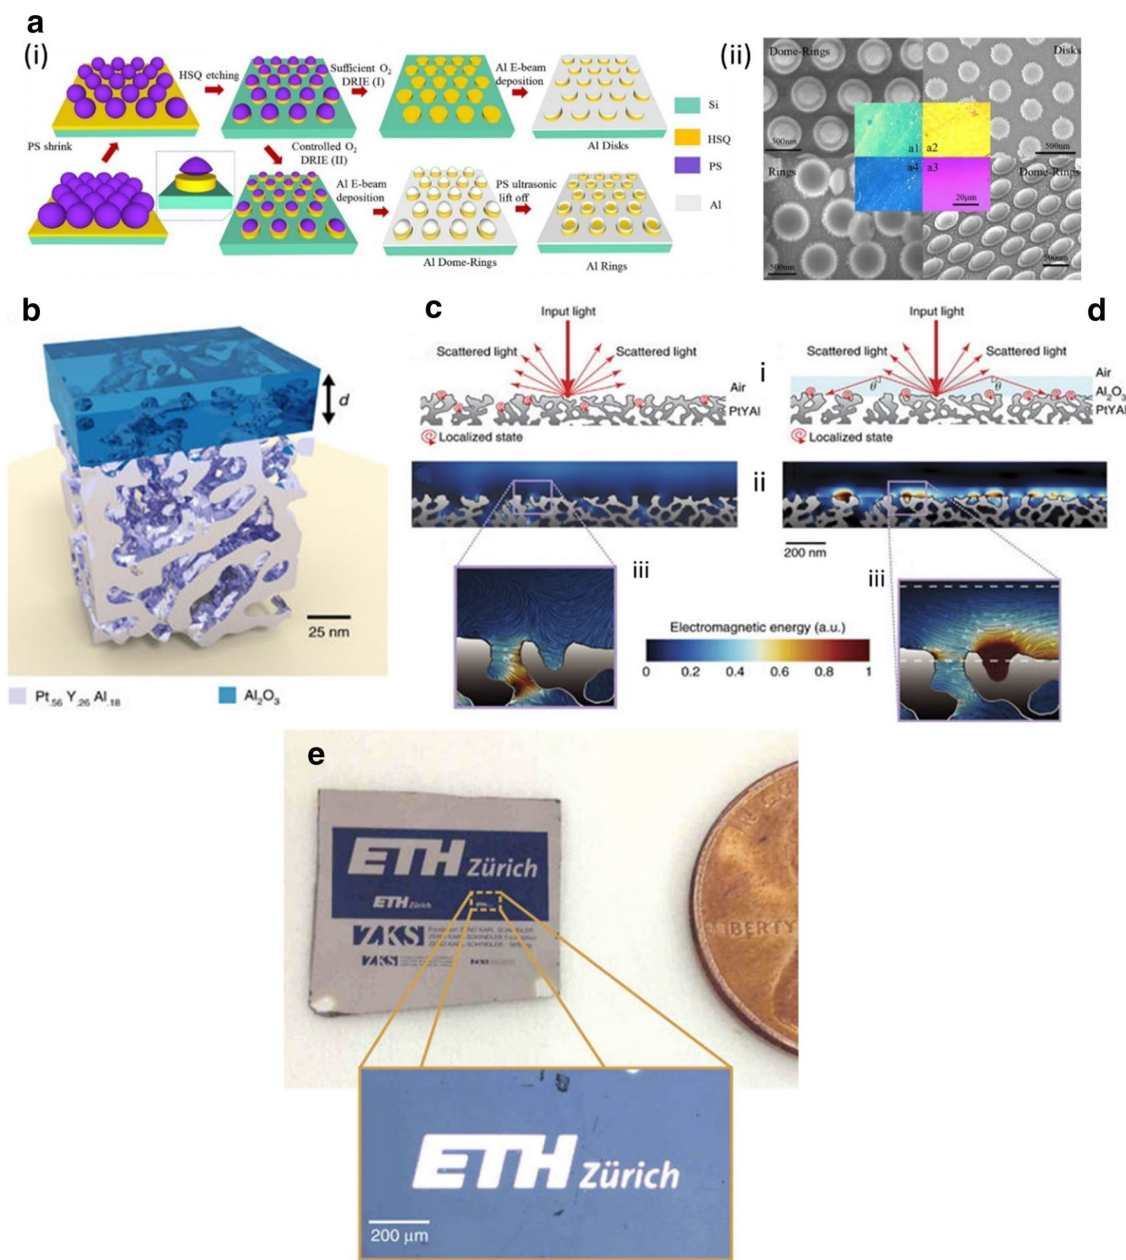 a
(i)
HSQ etching
Sufficient O₂
DRIE (I)
Al E-beam
deposition
Si
HSQ
PS
Al
PS shrink
Controlled O₂
DRIE (II)
Al Disks
Al E-beam
deposition
PS ultrasonic
lift off
Al Dome-Rings
Al Rings
(ii)
Dome-Rings
Disks
a1
a2
500nm
500nm
Rings
a4
a3
Dome-Rings
20μm
500nm
500nm
b
d
25 nm
Pt.56 Y.26 Al.18
Al₂O₃
c
Input light
Scattered light
Scattered light
Air
PtYAl
Localized state
i
d
Input light
Scattered light
Scattered light
θ
θ
Air
Al₂O₃
PtYAl
Localized state
ii
200 nm
iii
iii
Electromagnetic energy (a.u.)
0 0.2 0.4 0.6 0.8 1
e
ETH Zürich
ETH Zürich
ZKS
ZKS
LIBERTY
ETH Zürich
200 μm